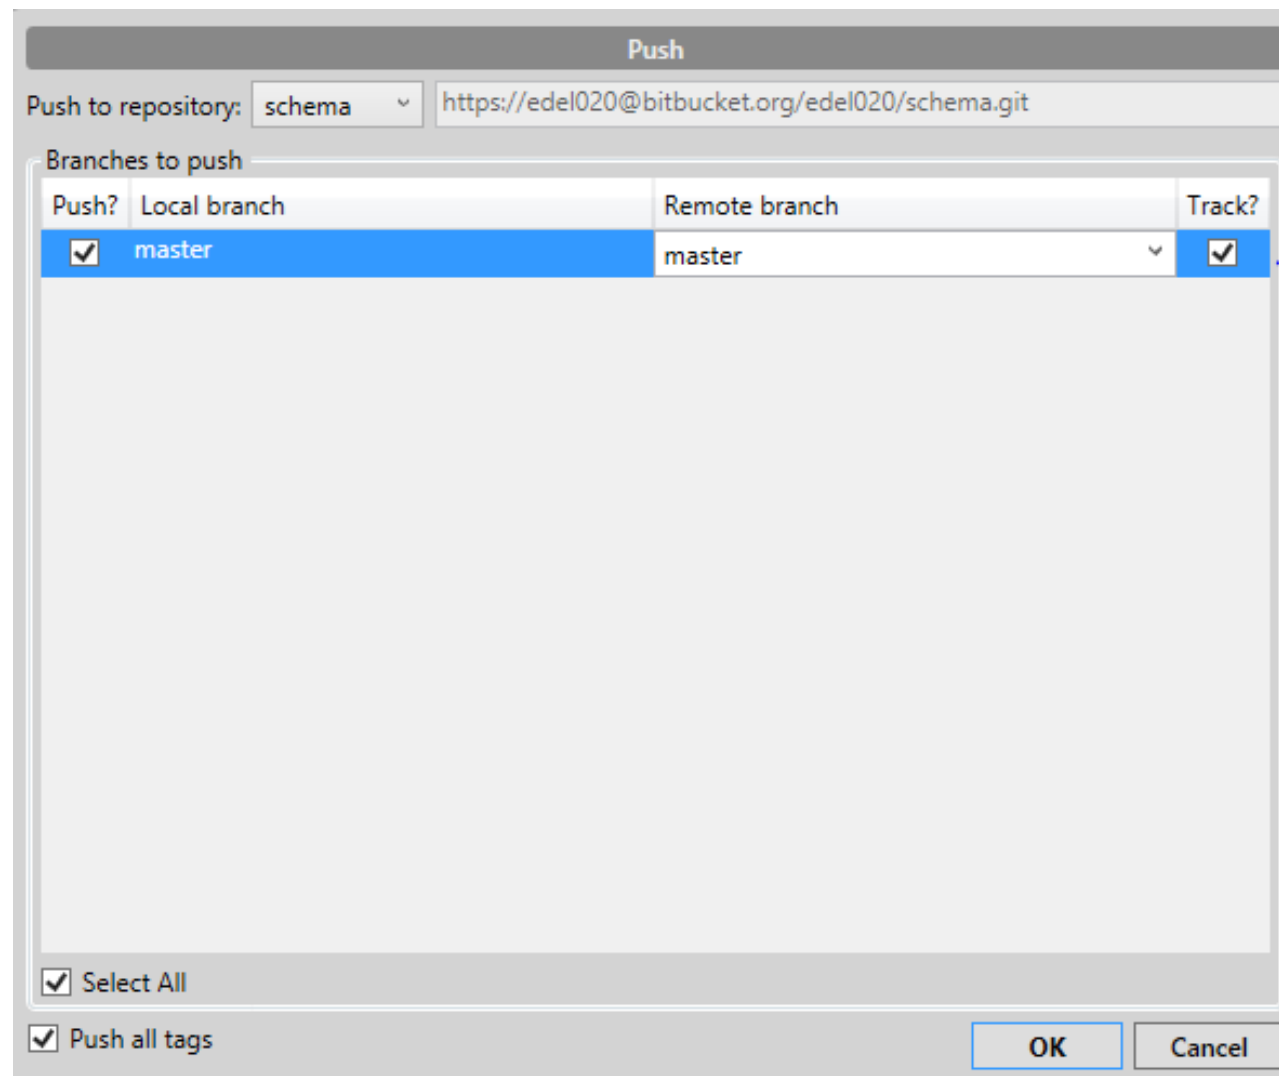 Push
Push to repository: schema https://edel020@bitbucket.org/edel020/schema.git
Branches to push
Push? Local branch Remote branch Track?
master master
Select All
Push all tags OK Cancel